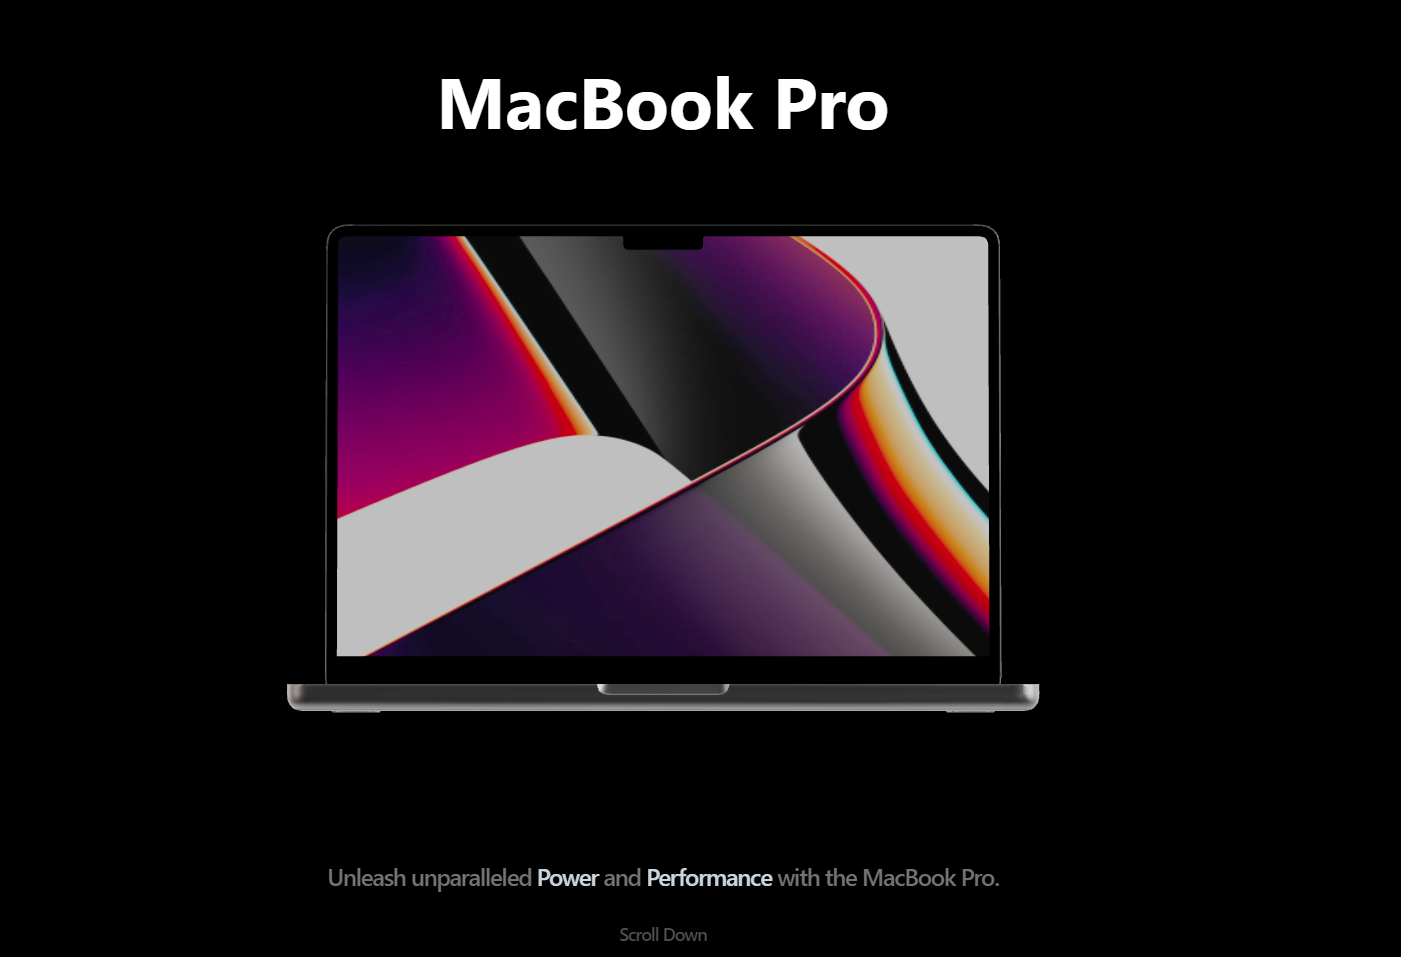 MacBook Pro
Unleash unparalleled Power and Performance with the MacBook Pro.
Scroll Down